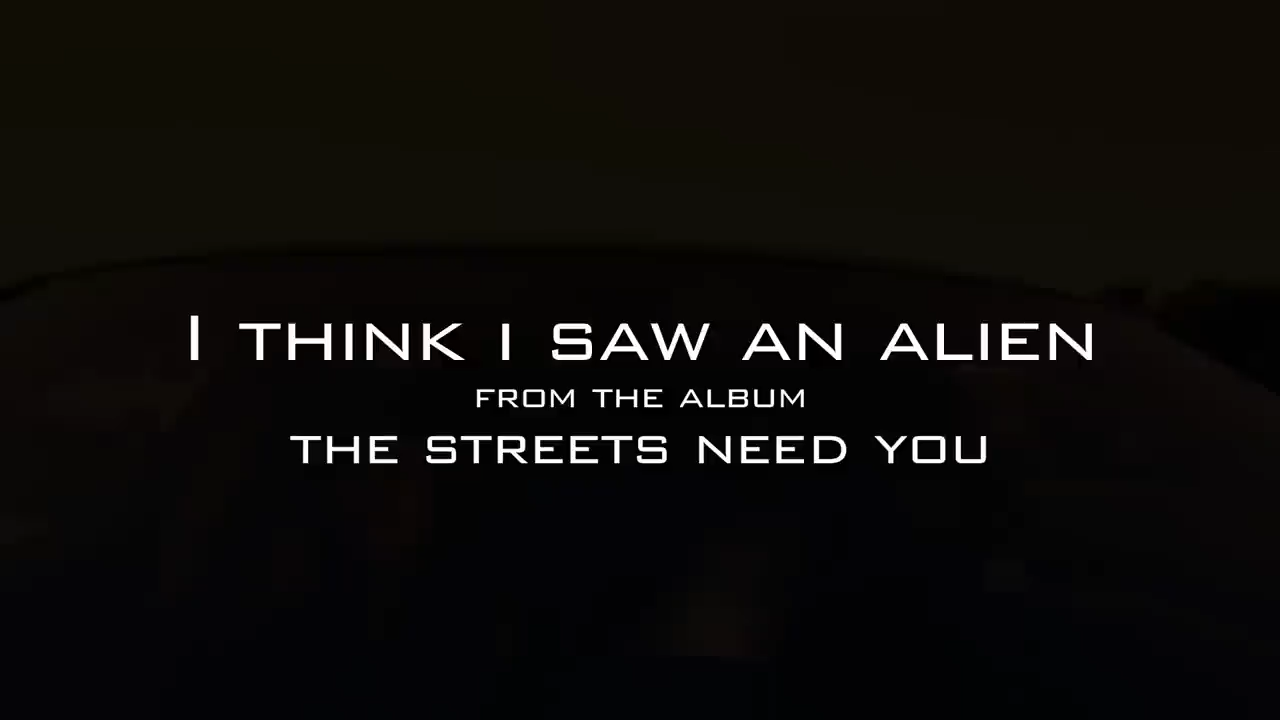 I THINK I SAW AN ALIEN
FROM THE ALBUM
THE STREETS NEED YOU